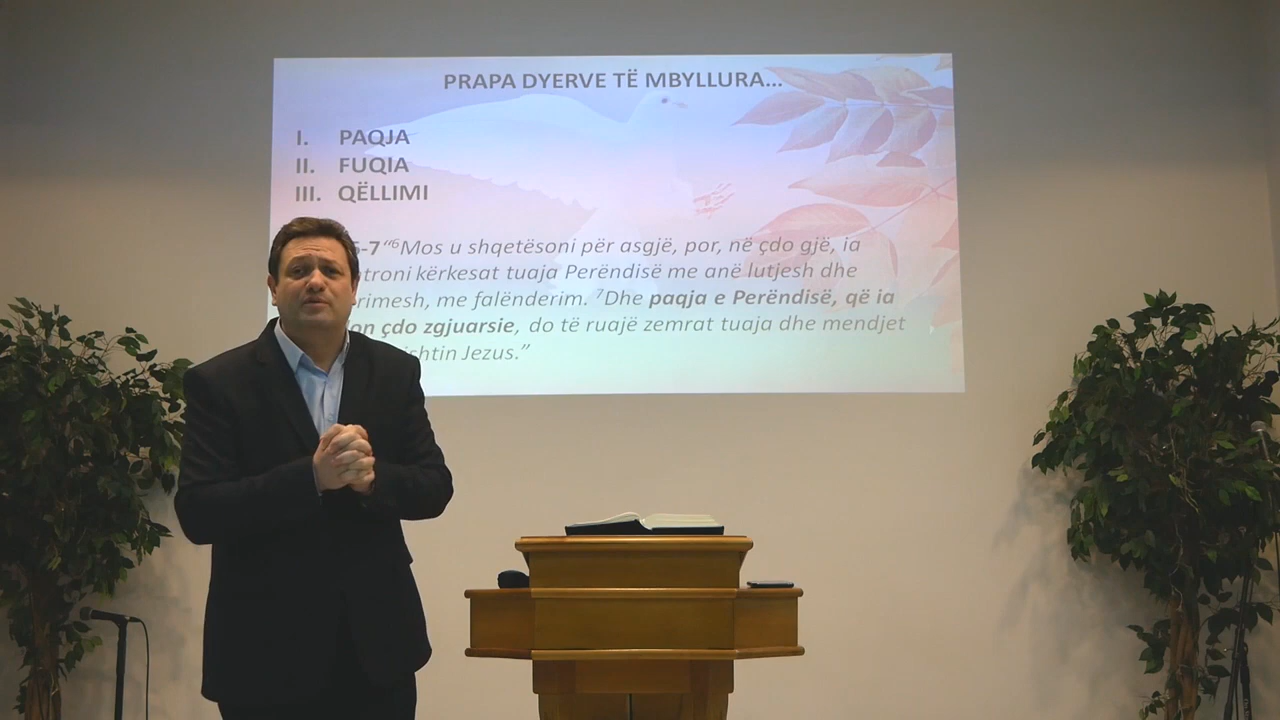 PRAPA DYERVE TË MBYLLURA...
I. PAQJA
II. FUQIA
III. QËLLIMI
6-7 “⁶Mos u shqetësoni për asgjë, por, në çdo gjë, ia
kërkesat tuaja Perëndisë me anë lutjesh dhe
me falënderim. ⁷Dhe paqja e Perëndisë, që ia
çdo zgjuarsie, do të ruajë zemrat tuaja dhe mendjet
Jezus.”